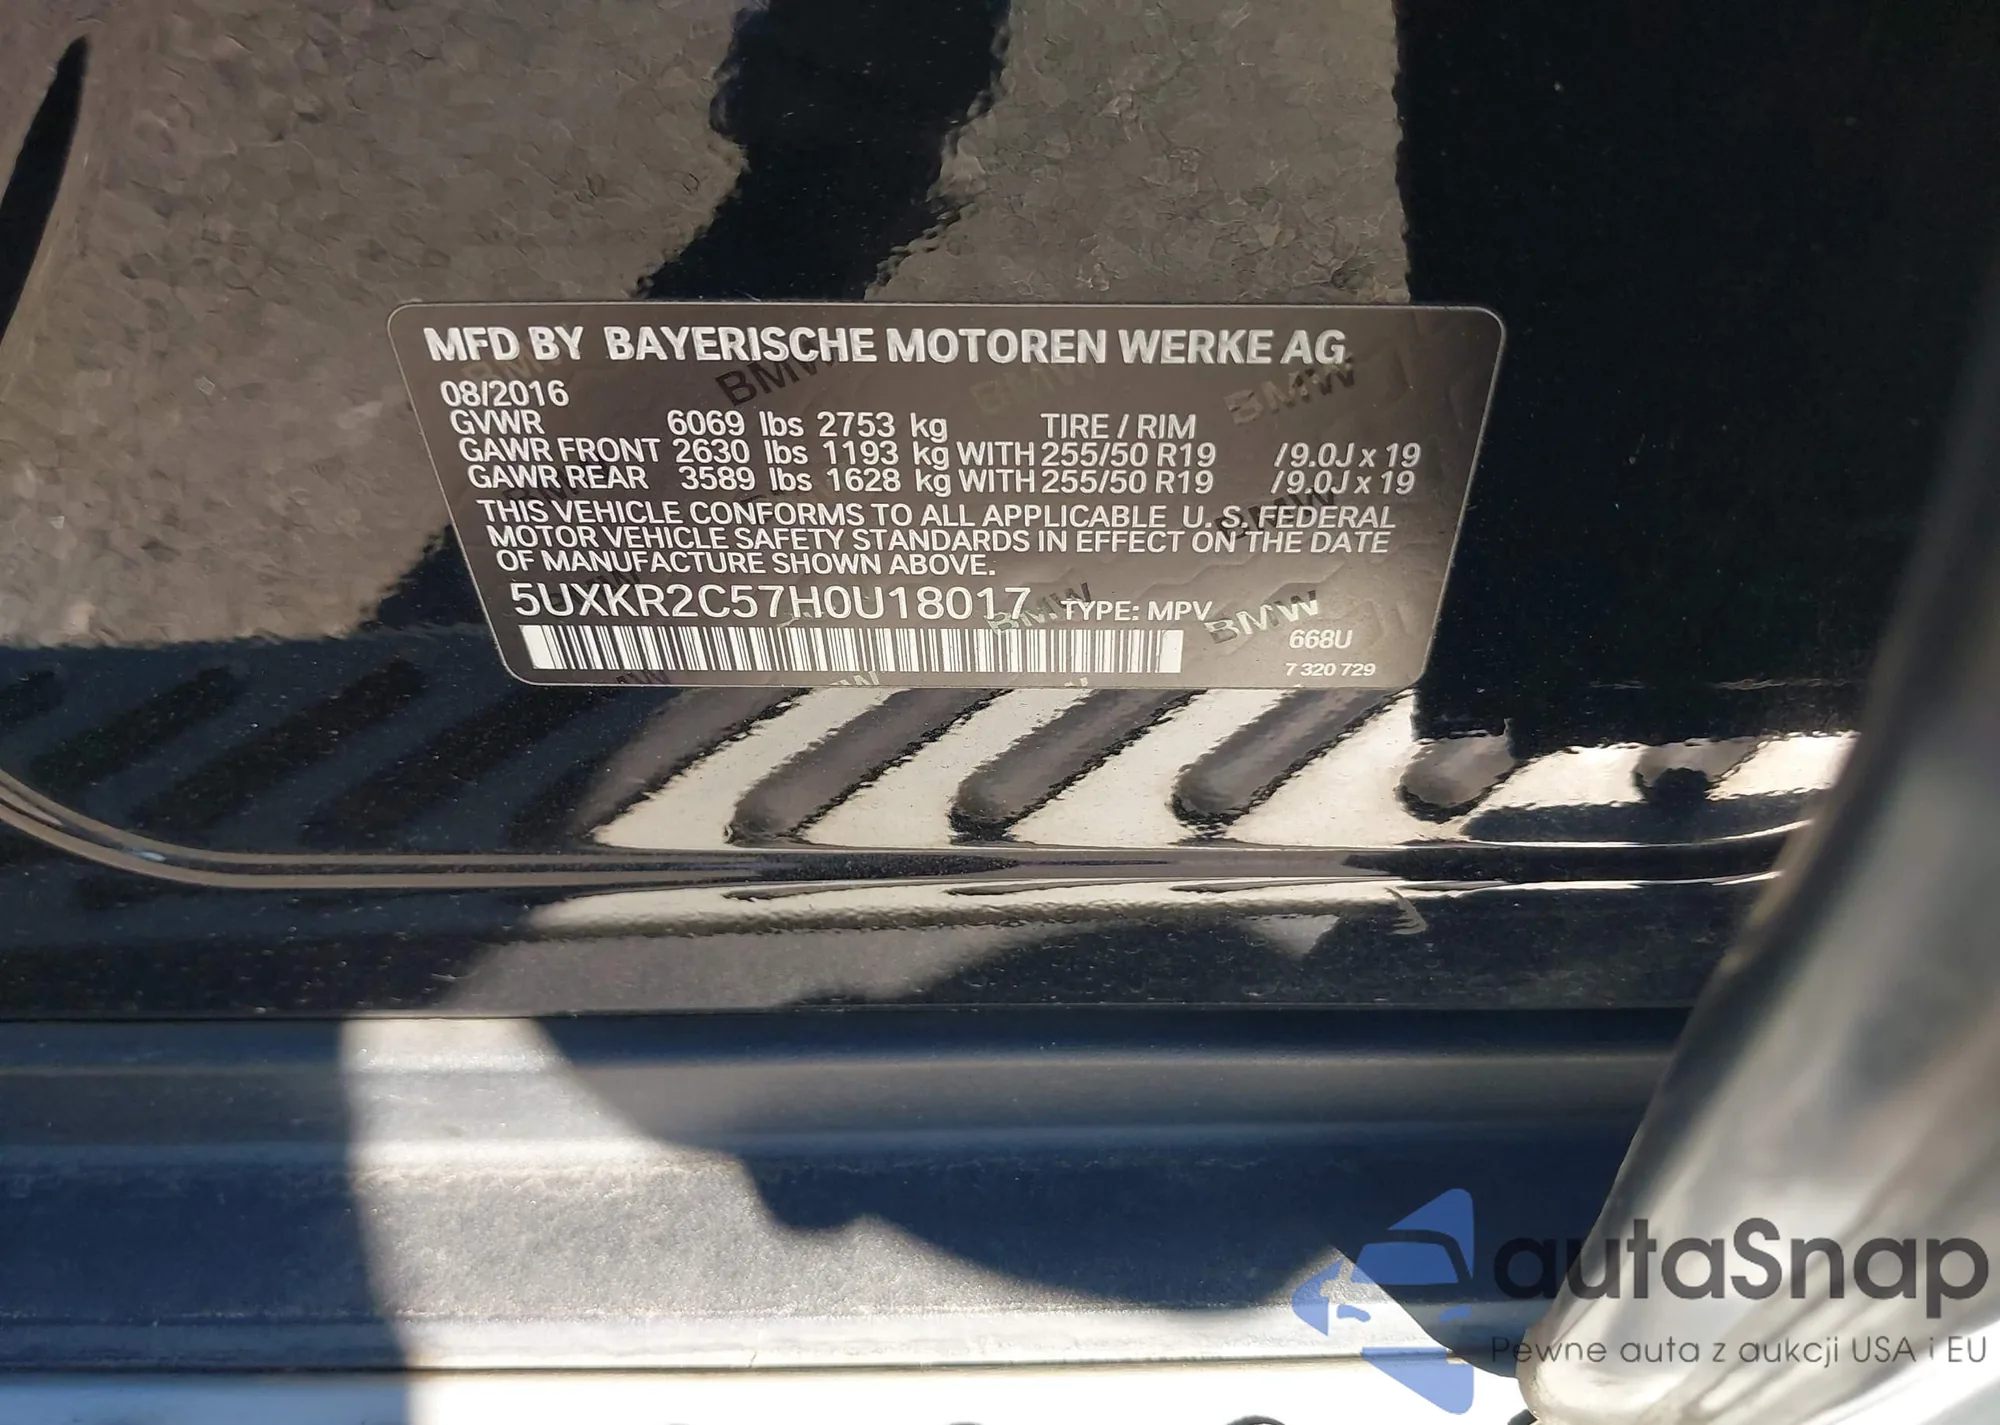 MFD BY BAYERISCHE MOTOREN WERKE AG
08/2016
GVWR 6069 lbs 2753 kg TIRE / RIM
GAWR FRONT 2630 lbs 1193 kg WITH 255/50 R19 /9.0J x 19
GAWR REAR 3589 lbs 1628 kg WITH 255/50 R19 /9.0J x 19
THIS VEHICLE CONFORMS TO ALL APPLICABLE U.S. FEDERAL
MOTOR VEHICLE SAFETY STANDARDS IN EFFECT ON THE DATE
OF MANUFACTURE SHOWN ABOVE.
5UXKR2C57H0U18017 TYPE: MPV
668U
7 320 729
autaSnap
Pewne auta z aukcji USA i EU